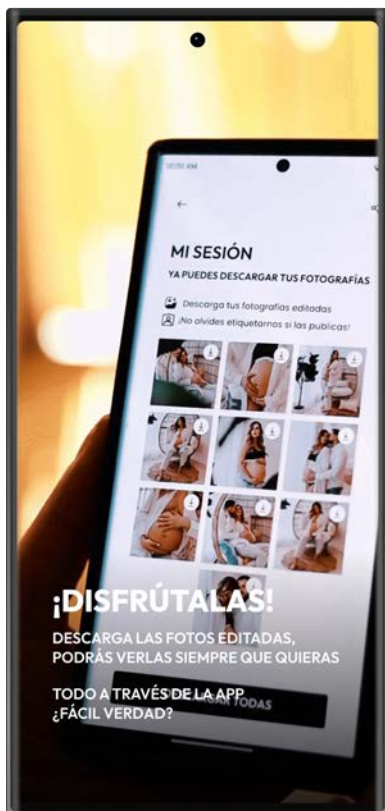 MI SESIÓN
YA PUEDES DESCARGAR TUS FOTOGRAFÍAS
Descarga tus fotografías editadas
¡No olvides etiquetarnos si las publicas!
¡DISFRÚTALAS!
DESCARGA LAS FOTOS EDITADAS,
PODRÁS VERLAS SIEMPRE QUE QUIERAS
TODO A TRAVÉS DE LA APP
¿FÁCIL VERDAD?
TODAS